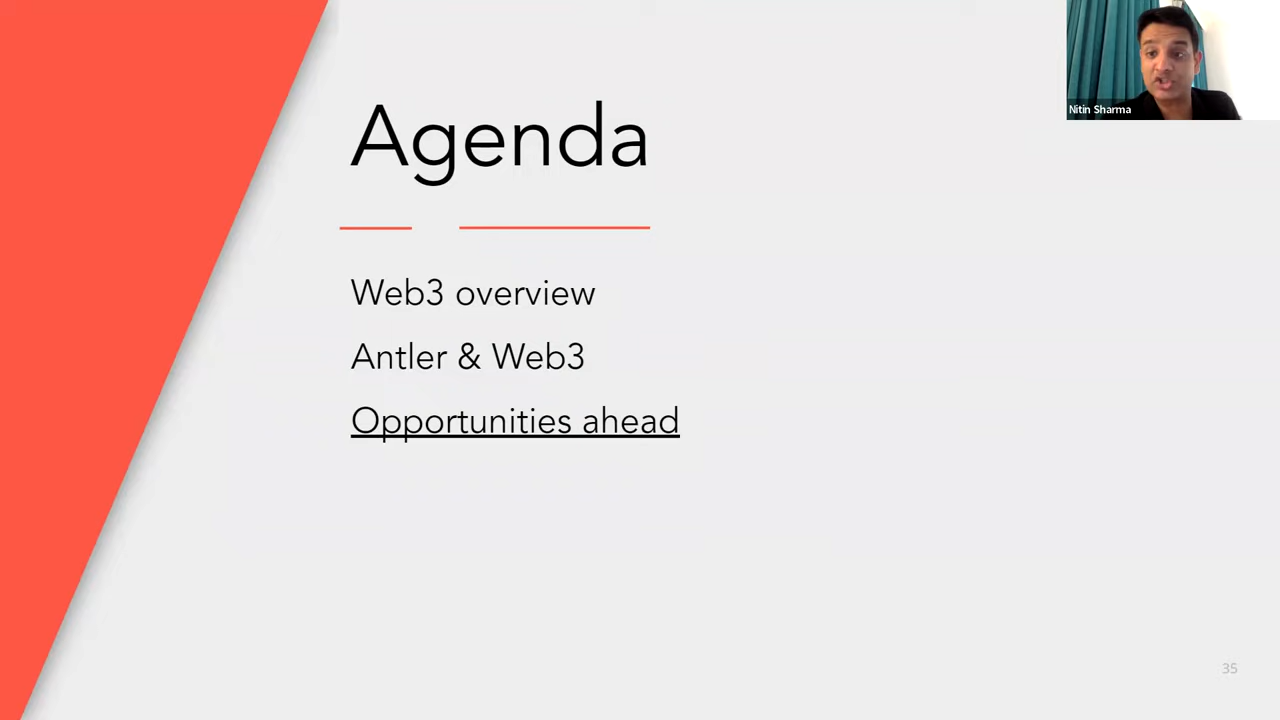 Agenda
Web3 overview
Antler & Web3
Opportunities ahead
Nitin Sharma
35